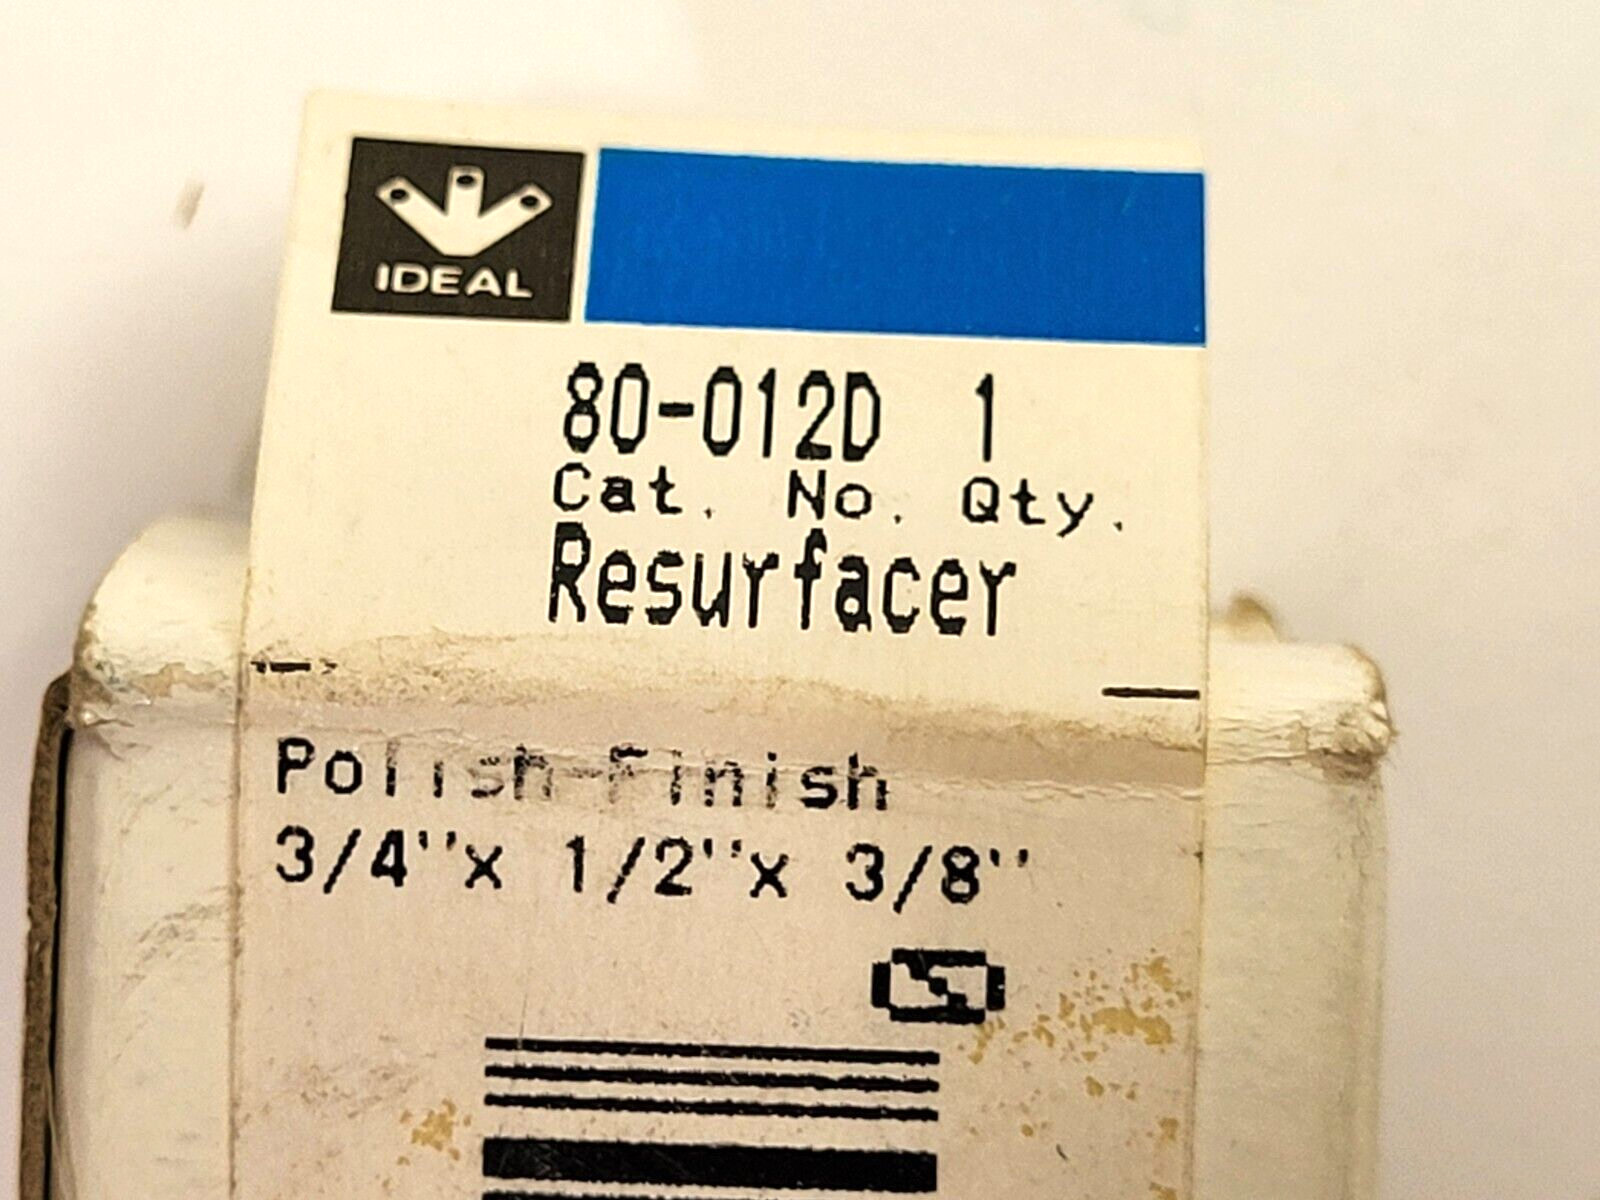 IDEAL
80-012D 1
Cat. No. Qty.
Resurfacer
Polish-Finish
3/4"x 1/2"x 3/8"